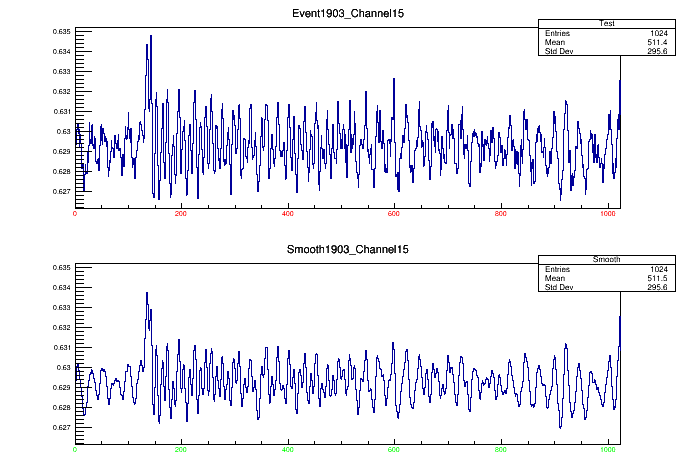 Event1903_Channel15
Test
Entries 1024
Mean 511.4
Std Dev 295.6
0.635
0.634
0.633
0.632
0.631
0.63
0.629
0.628
0.627
0 200 400 600 800 1000
Smooth1903_Channel15
Smooth
Entries 1024
Mean 511.5
Std Dev 295.6
0.635
0.634
0.633
0.632
0.631
0.63
0.629
0.628
0.627
0 200 400 600 800 1000